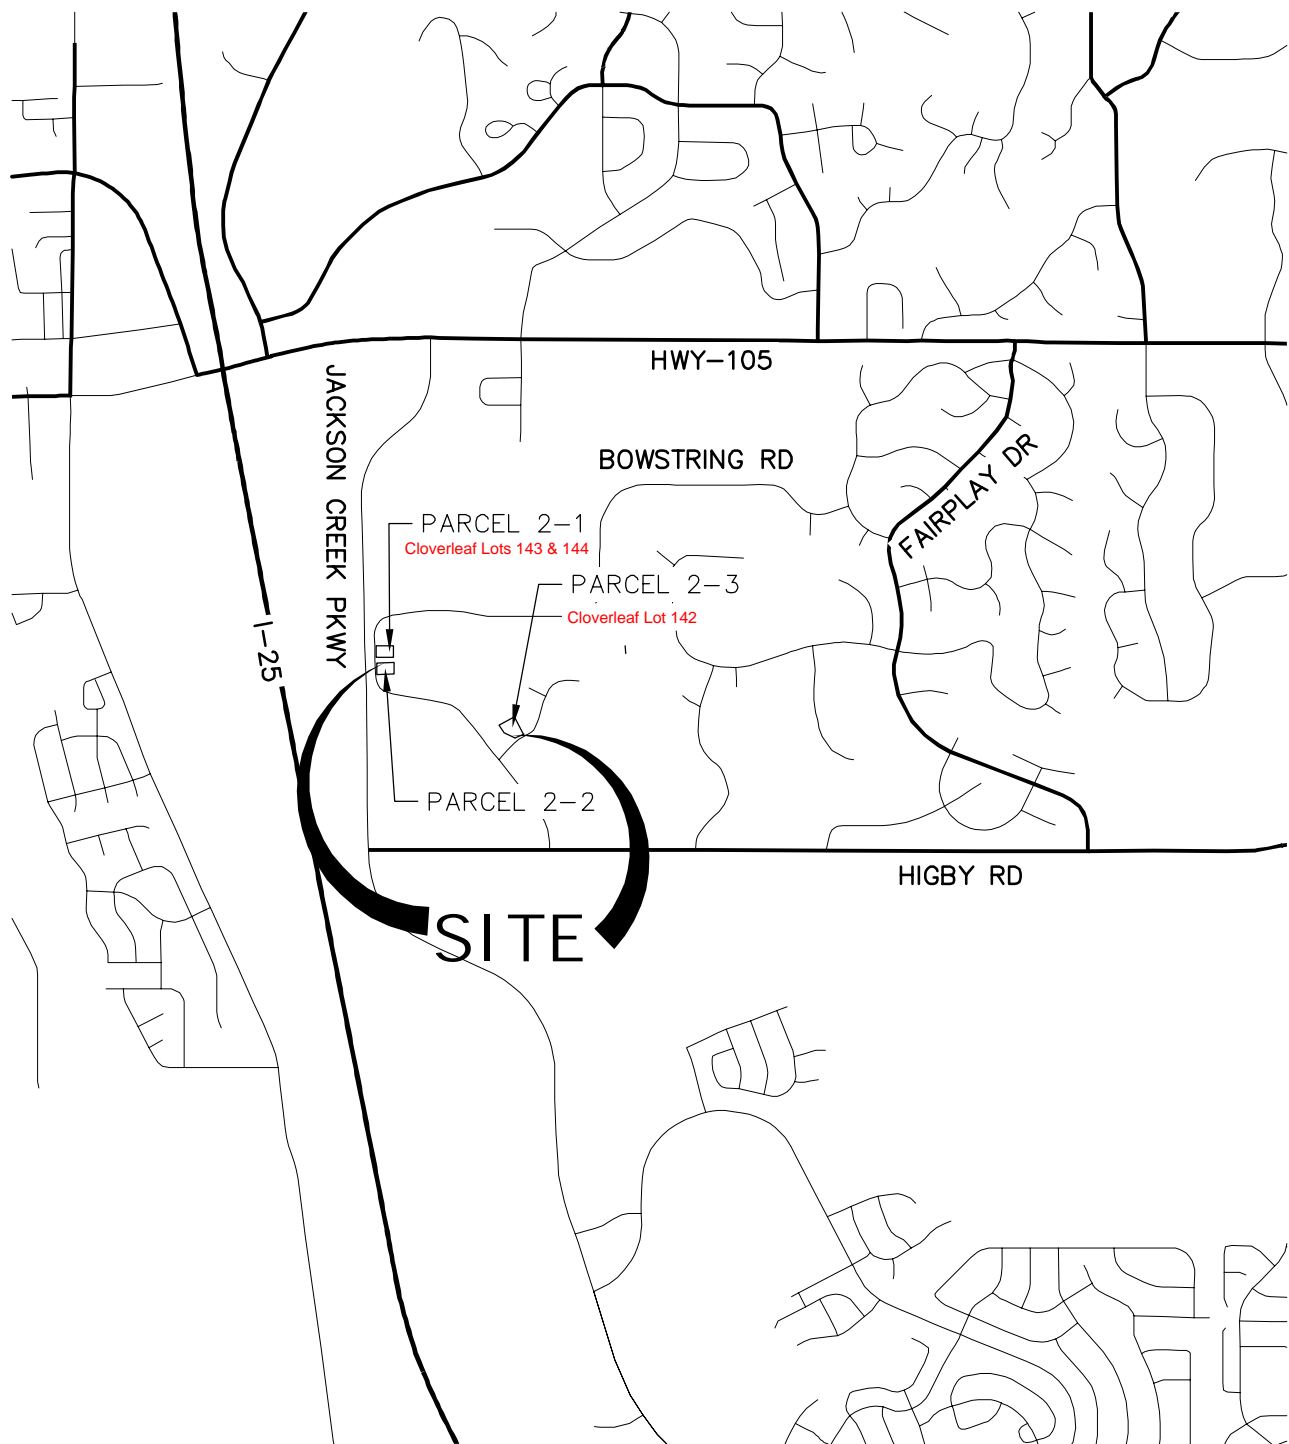 HWY-105
JACKSON CREEK PKWY
BOWSTRING RD
FAIRPLAY DR
PARCEL 2-1
Cloverleaf Lots 143 & 144
PARCEL 2-3
Cloverleaf Lot 142
I-25
PARCEL 2-2
HIGBY RD
SITE